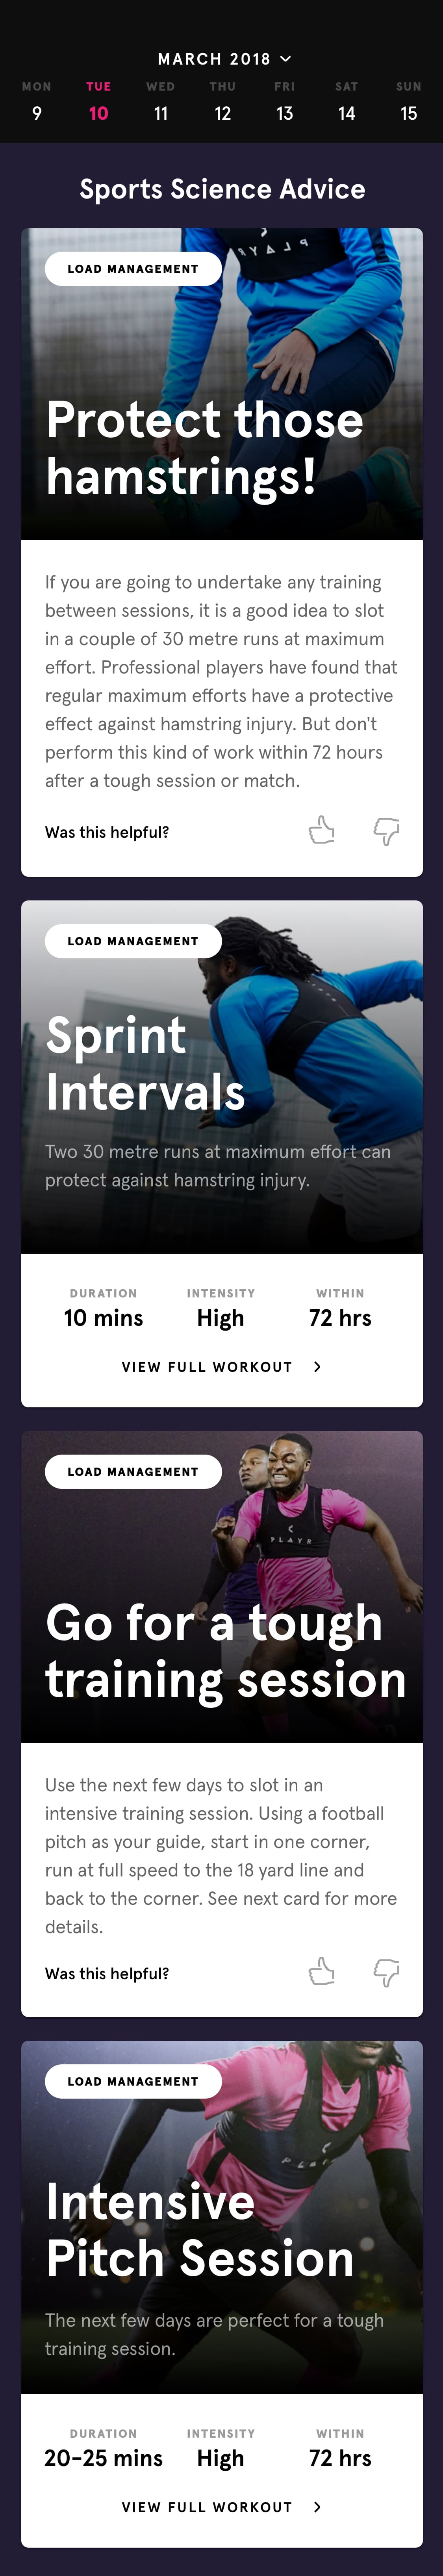 MARCH 2018
MON TUE WED THU FRI SAT SUN
9 10 11 12 13 14 15
Sports Science Advice
PLAYR
LOAD MANAGEMENT
Protect those
hamstrings!
If you are going to undertake any training
between sessions, it is a good idea to slot
in a couple of 30 metre runs at maximum
effort. Professional players have found that
regular maximum efforts have a protective
effect against hamstring injury. But don't
perform this kind of work within 72 hours
after a tough session or match.
Was this helpful?
LOAD MANAGEMENT
Sprint
Intervals
Two 30 metre runs at maximum effort can
protect against hamstring injury.
DURATION INTENSITY WITHIN
10 mins High 72 hrs
VIEW FULL WORKOUT
LOAD MANAGEMENT
PLAYR
Go for a tough
training session
Use the next few days to slot in an
intensive training session. Using a football
pitch as your guide, start in one corner,
run at full speed to the 18 yard line and
back to the corner. See next card for more
details.
Was this helpful?
LOAD MANAGEMENT
PLAYR
Intensive
Pitch Session
The next few days are perfect for a tough
training session.
DURATION INTENSITY WITHIN
20-25 mins High 72 hrs
VIEW FULL WORKOUT